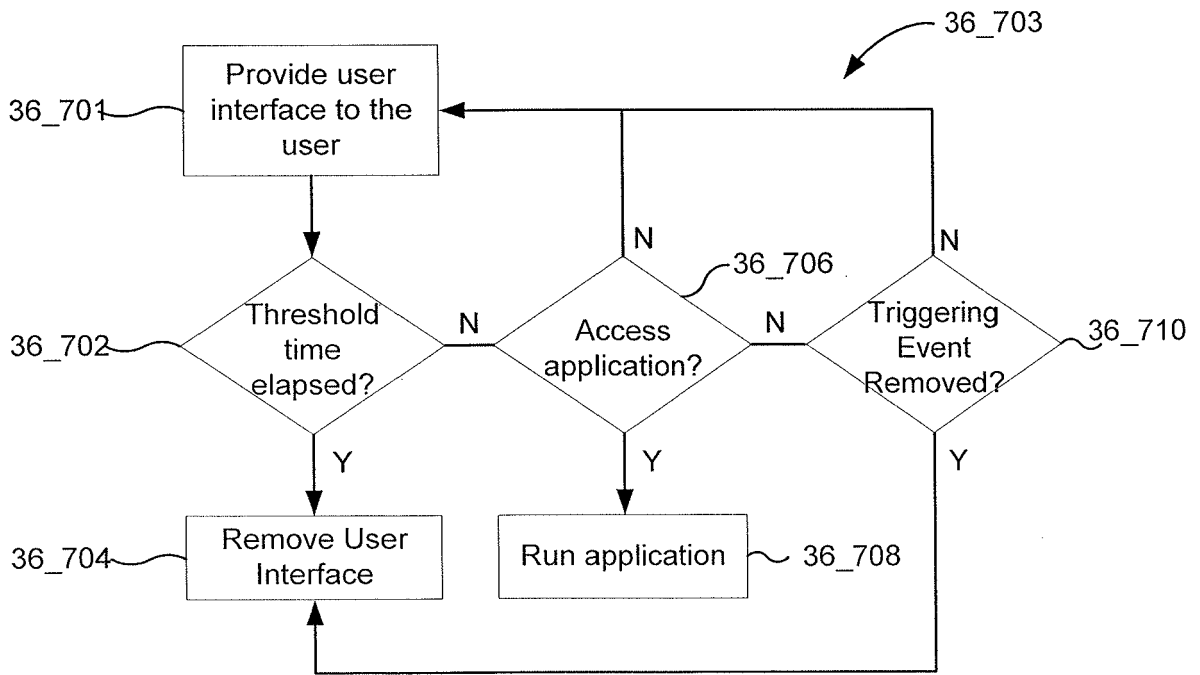 36_703
Provide user
interface to the
user
36_701
N
N
36_706
Threshold
time
elapsed?
36_702
N
Access
application?
N
Triggering
Event
Removed?
36_710
Y
Y
Y
Remove User
Interface
36_704
Run application
36_708